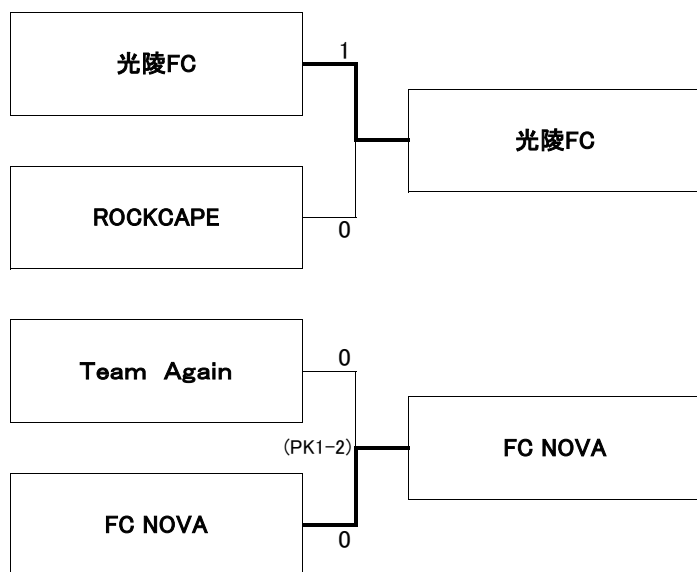 光陵FC
1
光陵FC
ROCKCAPE
0
Team Again
0
(PK1-2)
FC NOVA
FC NOVA
0